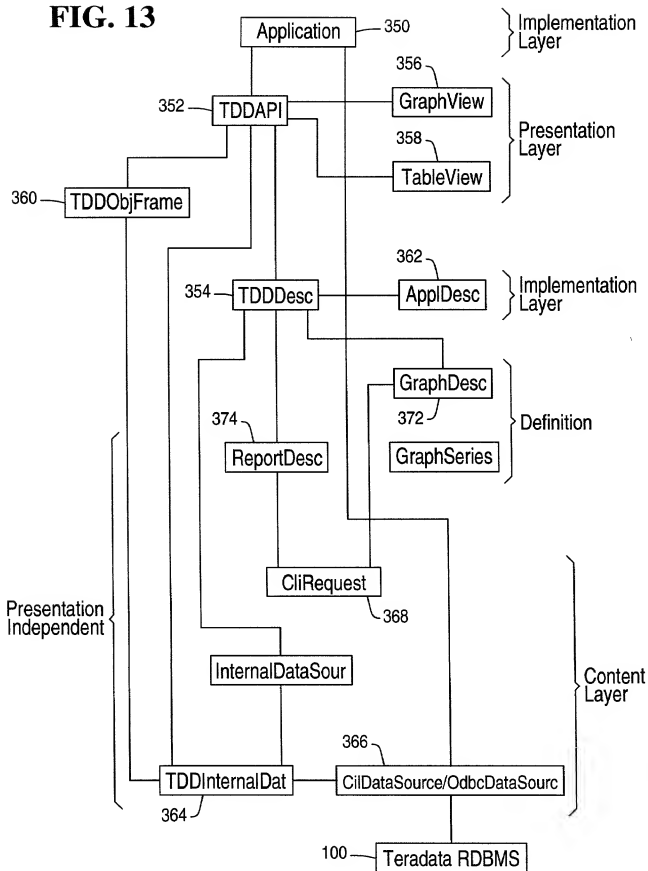 FIG. 13
Application
350
Implementation
Layer
356
352
TDDAPI
GraphView
358
Presentation
Layer
TableView
360
TDDObjFrame
362
354
TDDDesc
ApplDesc
Implementation
Layer
GraphDesc
372
374
Definition
ReportDesc
GraphSeries
CliRequest
368
Presentation
Independent
InternalDataSour
Content
Layer
366
TDDInternalDat
CilDataSource/OdbcDataSourc
364
100
Teradata RDBMS